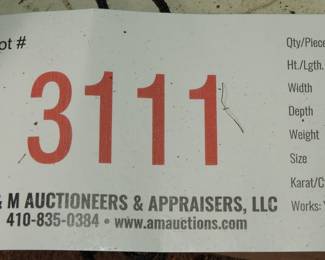 ot #
3111
& M AUCTIONEERS & APPRAISERS, LLC
410-835-0384 • www.amauctions.com
Qty/Piece
Ht./Lgth.
Width
Depth
Weight
Size
Karat/C
Works: